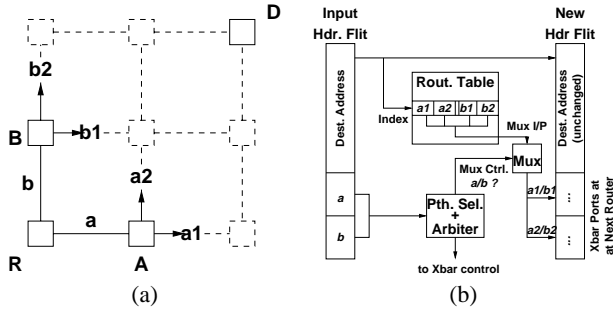 D
b2
B
b1
b
a2
a
a1
R
A
(a)
Input
Hdr. Flit
New
Hdr Flit
Dest. Address
Rout. Table
a1 a2 b1 b2
Index
Mux I/P
Mux
Mux Ctrl.
a/b ?
Dest. Address
(unchanged)
a
b
Pth. Sel.
+
Arbiter
a1/b1
...
a2/b2
...
Xbar Ports at
Next Router
to Xbar control
(b)